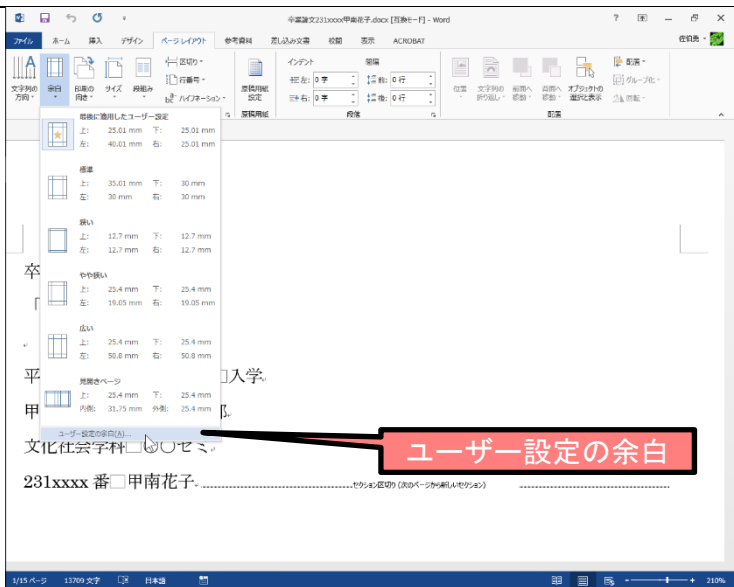 卒業論文231xxxx甲南花子.docx [互換モード] - Word
ファイル ホーム 挿入 デザイン ページ レイアウト 参考資料 差し込み文書 校閲 表示 ACROBAT
文字列の方向 余白 印刷の向き サイズ 段組み
区切り
行番号
ハイフネーション
原稿用紙設定
原稿用紙
インデント 間隔
左: 0 字 前: 0 行
右: 0 字 後: 0 行
段落
位置 文字列の折り返し 前面へ移動 背面へ移動 オブジェクトの選択と表示
配置
グループ化
回転
配置
最後に適用したユーザー設定
上: 25.01 mm 下: 25.01 mm
左: 40.01 mm 右: 25.01 mm
標準
上: 35.01 mm 下: 30 mm
左: 30 mm 右: 30 mm
狭い
上: 12.7 mm 下: 12.7 mm
左: 12.7 mm 右: 12.7 mm
やや狭い
上: 25.4 mm 下: 25.4 mm
左: 19.05 mm 右: 19.05 mm
広い
上: 25.4 mm 下: 25.4 mm
左: 50.8 mm 右: 50.8 mm
見開きページ
上: 25.4 mm 下: 25.4 mm
内側: 31.75 mm 外側: 25.4 mm
ユーザー設定の余白(A)...
卒
「
平 □入学
甲
文化社会学科□○○ゼミ
231xxxx 番□甲南花子
セクション区切り (次のページから新しいセクション)
ユーザー設定の余白
1/15 ページ 13709 文字 日本語 210%